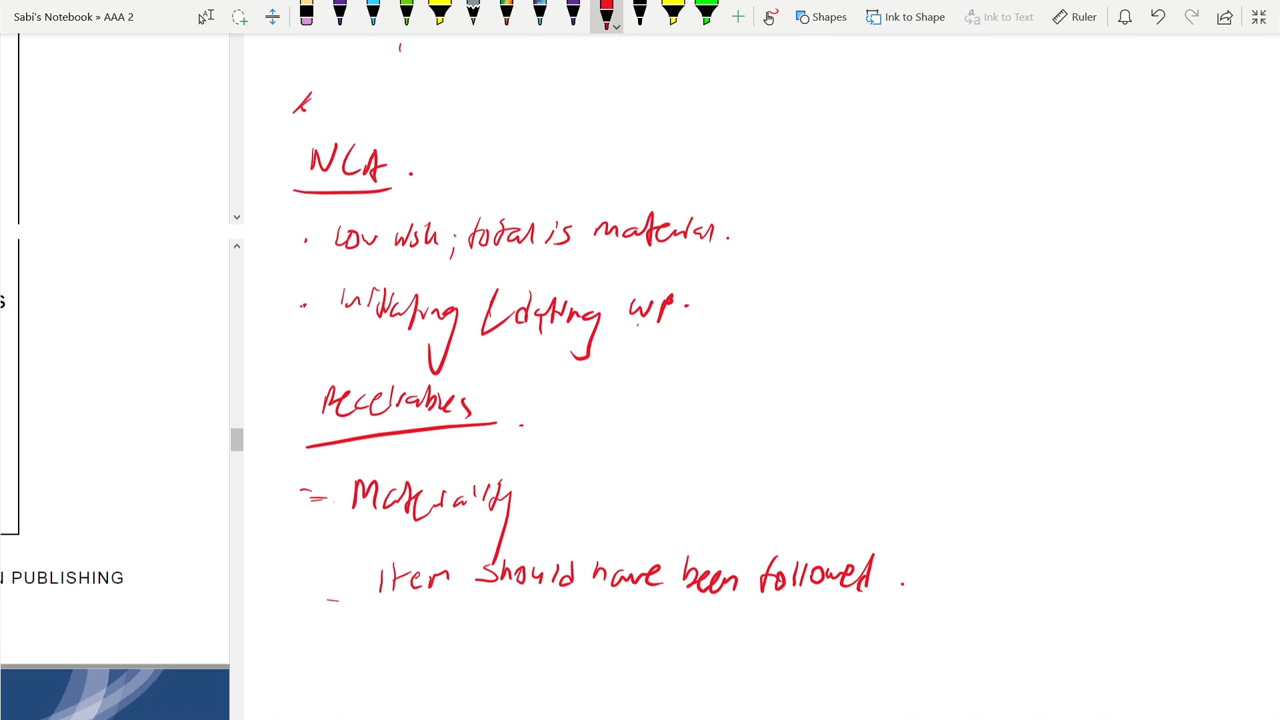 Sabi's Notebook » AAA 2
Shapes
Ink to Shape
Ink to Text
Ruler
NCA.
. Low risk; total is material.
. Initiating / dating WP.
Receivables
= Materiality
Item should have been followed.
N PUBLISHING
S